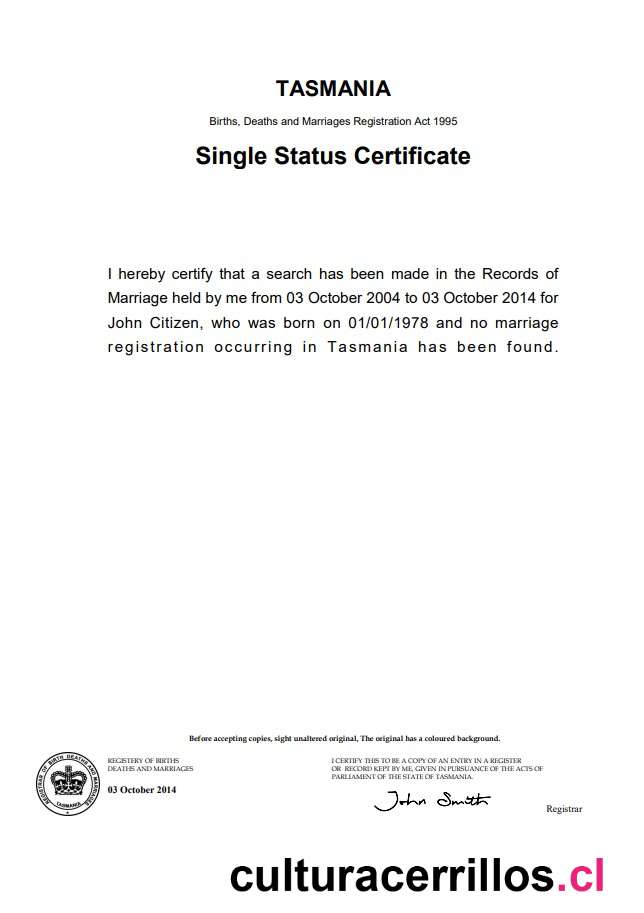 TASMANIA
Births, Deaths and Marriages Registration Act 1995
Single Status Certificate
I hereby certify that a search has been made in the Records of
Marriage held by me from 03 October 2004 to 03 October 2014 for
John Citizen, who was born on 01/01/1978 and no marriage
registration occurring in Tasmania has been found.
Before accepting copies, sight unaltered original, The original has a coloured background.
REGISTERY OF BIRTHS
DEATHS AND MARRIAGES
03 October 2014
REGISTRAR OF BIRTH DEATHS AND MARRIAGES
TASMANIA
I CERTIFY THIS TO BE A COPY OF AN ENTRY IN A REGISTER
OR RECORD KEPT BY ME, GIVEN IN PURSUANCE OF THE ACTS OF
PARLIAMENT OF THE STATE OF TASMANIA.
John Smith
Registrar
culturacerrillos.cl